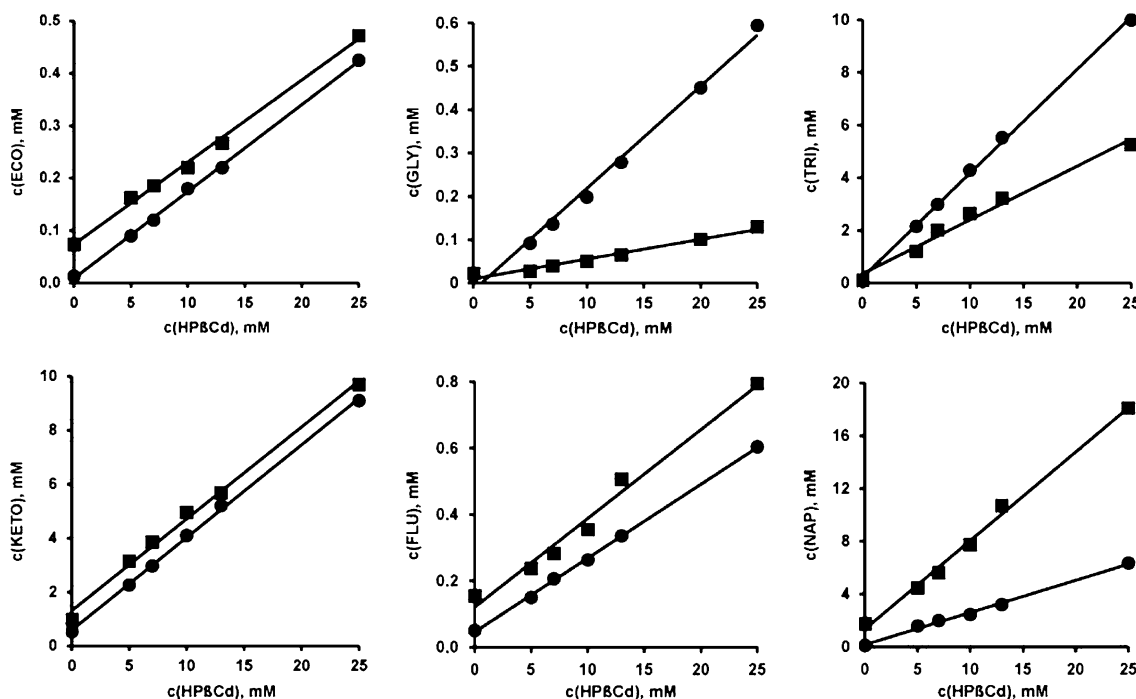 c(ECO), mM
0.5
0.4
0.3
0.2
0.1
0.0
0 5 10 15 20 25
c(HPßCd), mM
c(GLY), mM
0.6
0.5
0.4
0.3
0.2
0.1
0
0 5 10 15 20 25
c(HPßCd), mM
c(TRI), mM
10
8
6
4
2
0
0 5 10 15 20 25
c(HPßCd), mM
c(KETO), mM
10
8
6
4
2
0
0 5 10 15 20 25
c(HPßCd), mM
c(FLU), mM
0.8
0.6
0.4
0.2
0.0
0 5 10 15 20 25
c(HPßCd), mM
c(NAP), mM
20
16
12
8
4
0
0 5 10 15 20 25
c(HPßCd), mM